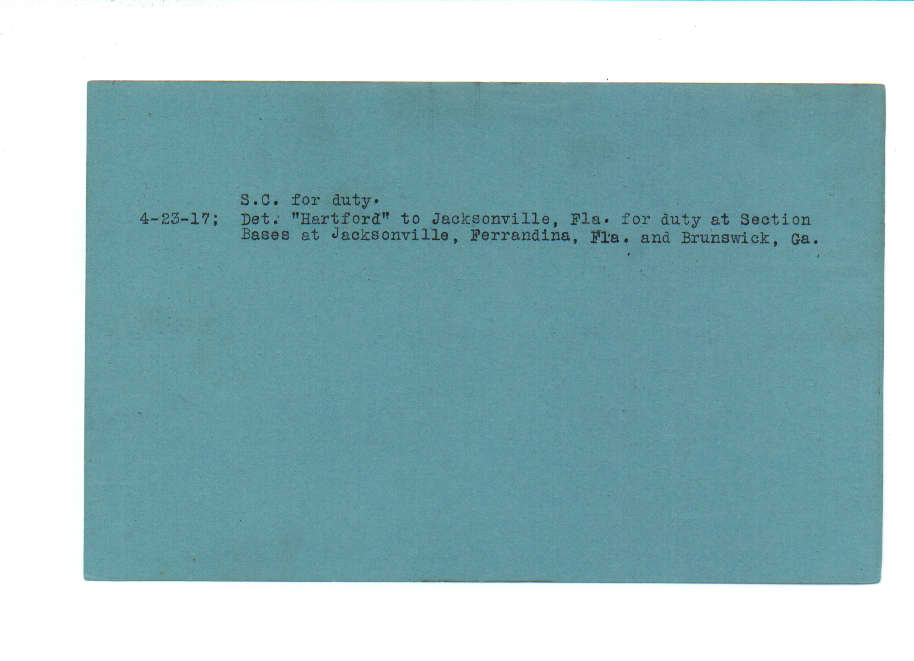 S.C. for duty.
4-23-17; Det. "Hartford" to Jacksonville, Fla. for duty at Section
Bases at Jacksonville, Ferrandina, Fla. and Brunswick, Ga.